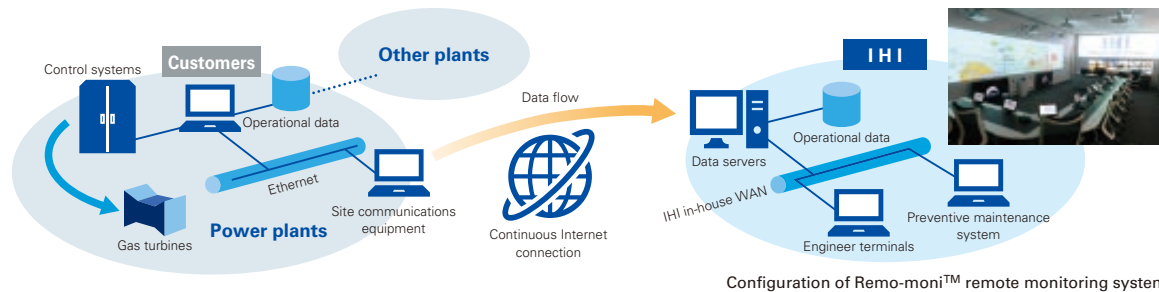 Control systems
Customers
Other plants
Operational data
Ethernet
Gas turbines
Power plants
Site communications
equipment
Data flow
Continuous Internet
connection
IHI
Data servers
Operational data
IHI in-house WAN
Engineer terminals
Preventive maintenance
system
Configuration of Remo-moni™ remote monitoring system